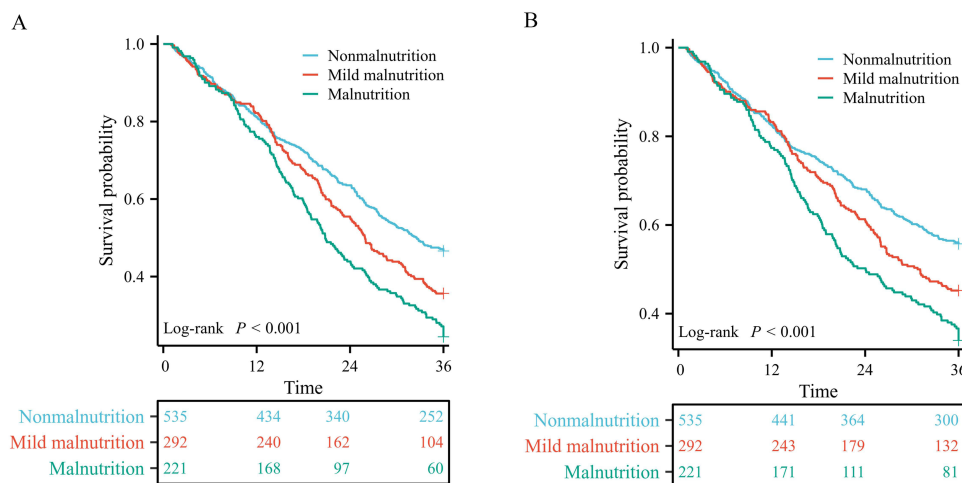 A
Survival probability
1.0
0.8
0.6
0.4
Nonmalnutrition
Mild malnutrition
Malnutrition
Log-rank P < 0.001
0 12 24 36
Time
Nonmalnutrition 535 434 340 252
Mild malnutrition 292 240 162 104
Malnutrition 221 168 97 60
B
Survival probability
1.0
0.8
0.6
0.4
Nonmalnutrition
Mild malnutrition
Malnutrition
Log-rank P < 0.001
0 12 24 36
Time
Nonmalnutrition 535 441 364 300
Mild malnutrition 292 243 179 132
Malnutrition 221 171 111 81